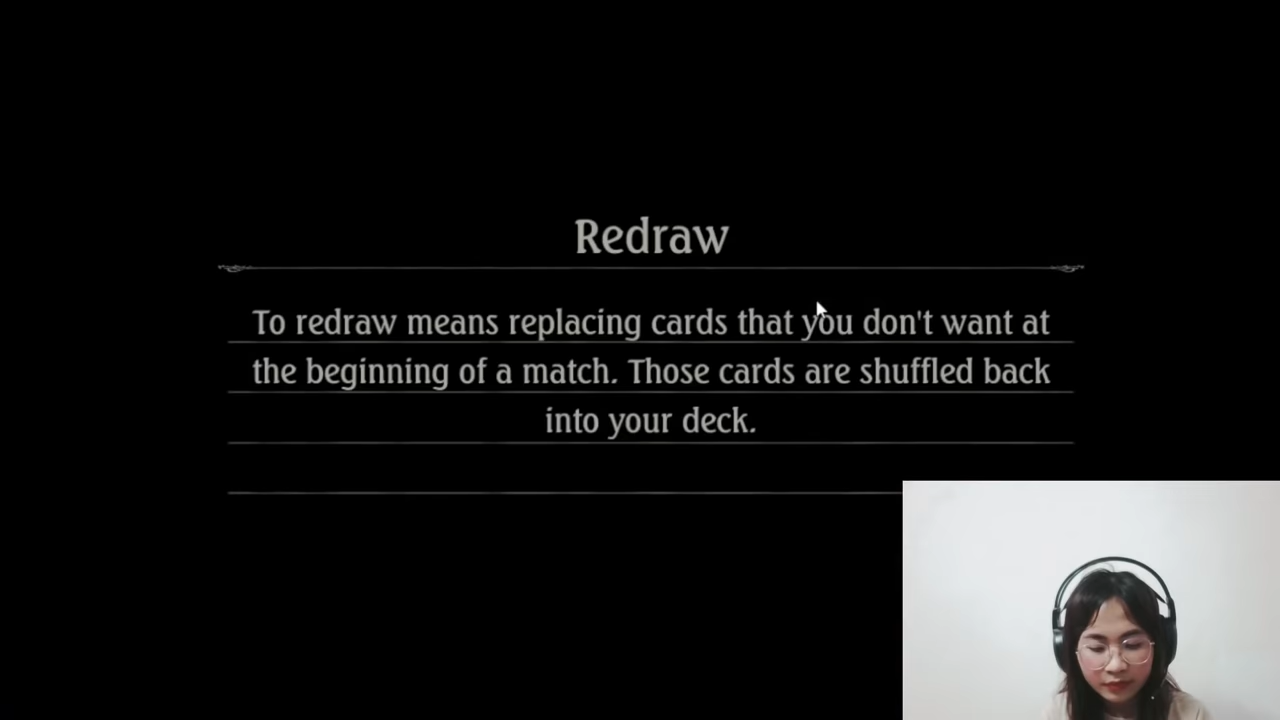 Redraw
To redraw means replacing cards that you don't want at
the beginning of a match. Those cards are shuffled back
into your deck.